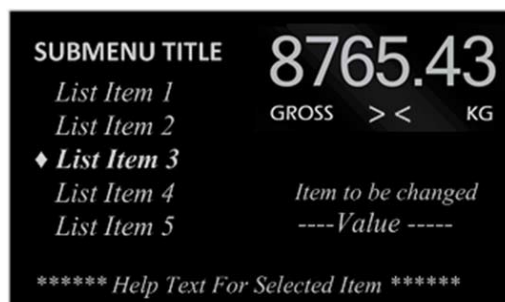 SUBMENU TITLE
List Item 1
List Item 2
♦ List Item 3
List Item 4
List Item 5
8765.43
GROSS > < KG
Item to be changed
----Value -----
****** Help Text For Selected Item ******